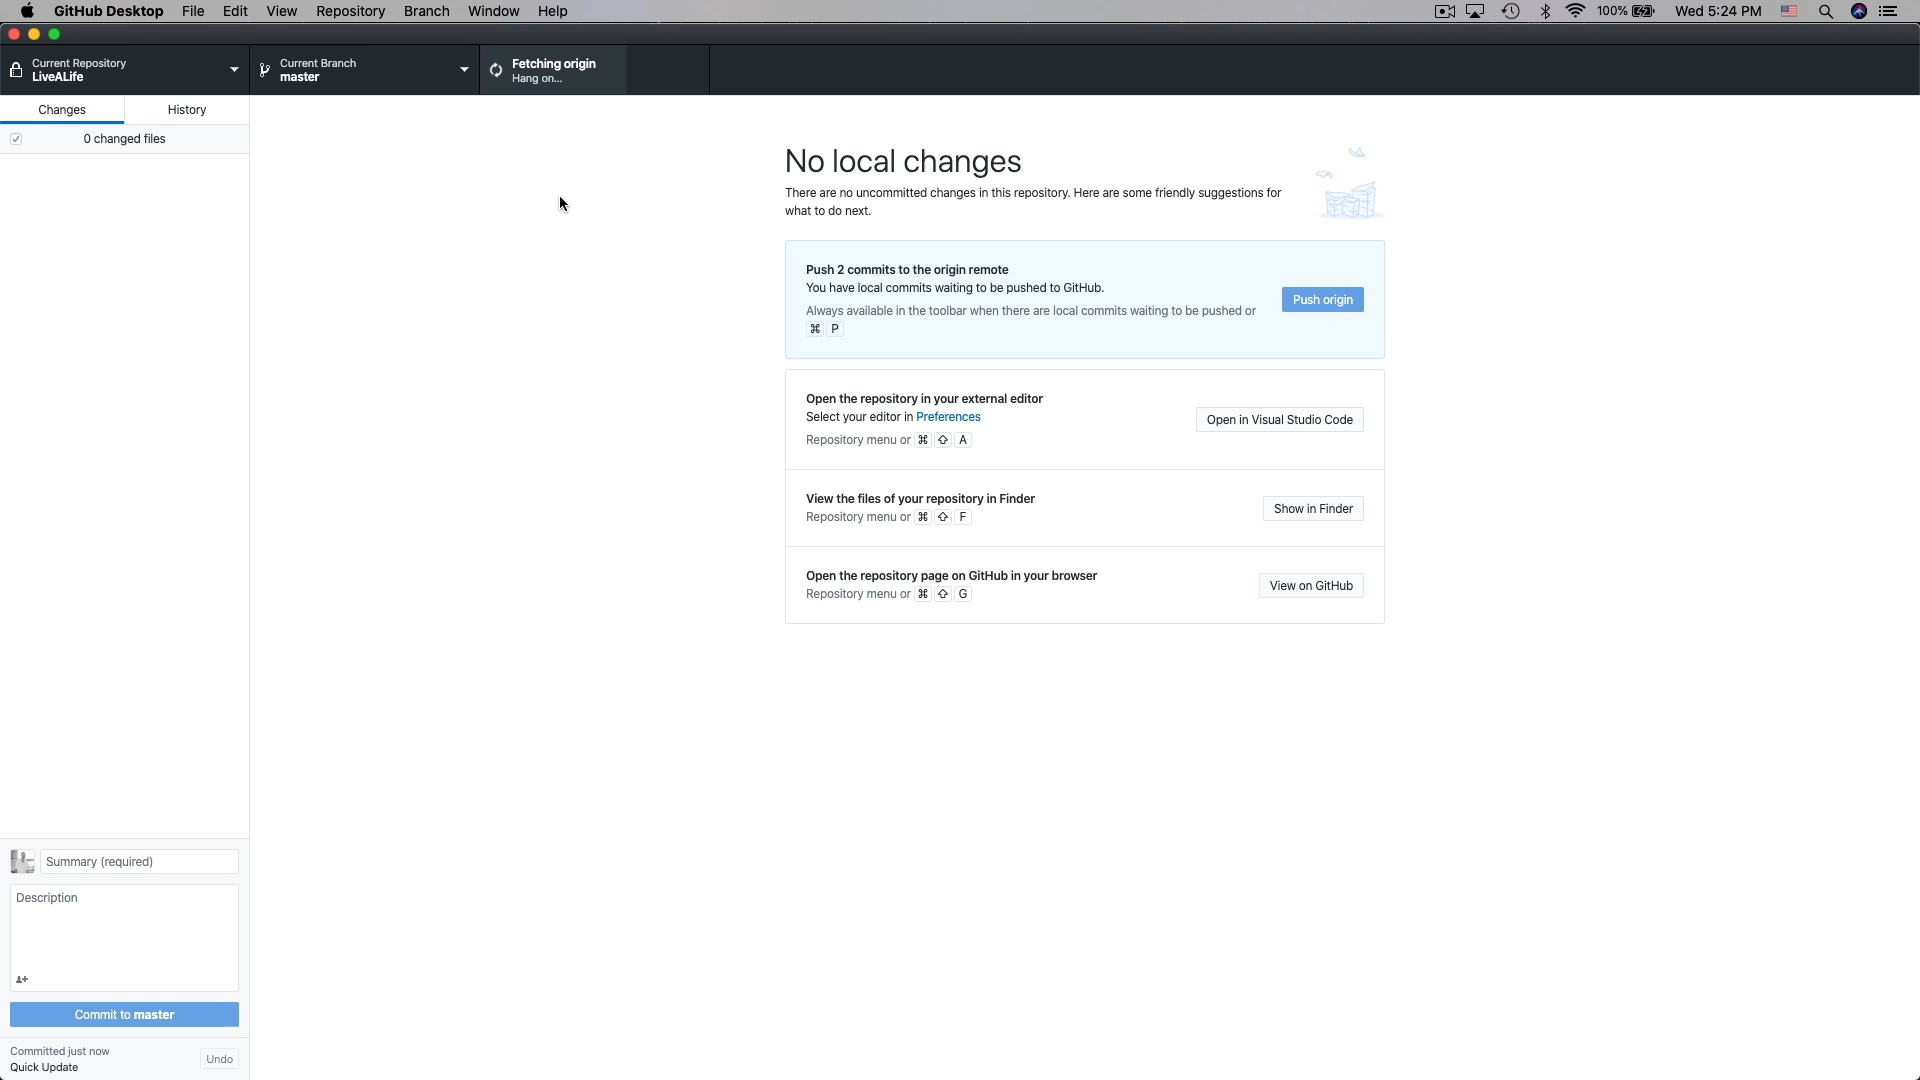 GitHub Desktop File Edit View Repository Branch Window Help 100% Wed 5:24 PM
Current Repository
LiveALife
Current Branch
master
Fetching origin
Hang on...
Changes History
0 changed files
No local changes
There are no uncommitted changes in this repository. Here are some friendly suggestions for
what to do next.
Push 2 commits to the origin remote
You have local commits waiting to be pushed to GitHub.
Always available in the toolbar when there are local commits waiting to be pushed or
⌘ P
Push origin
Open the repository in your external editor
Select your editor in Preferences
Repository menu or ⌘ ⇧ A
Open in Visual Studio Code
View the files of your repository in Finder
Repository menu or ⌘ ⇧ F
Show in Finder
Open the repository page on GitHub in your browser
Repository menu or ⌘ ⇧ G
View on GitHub
Summary (required)
Description
Commit to master
Committed just now
Quick Update
Undo